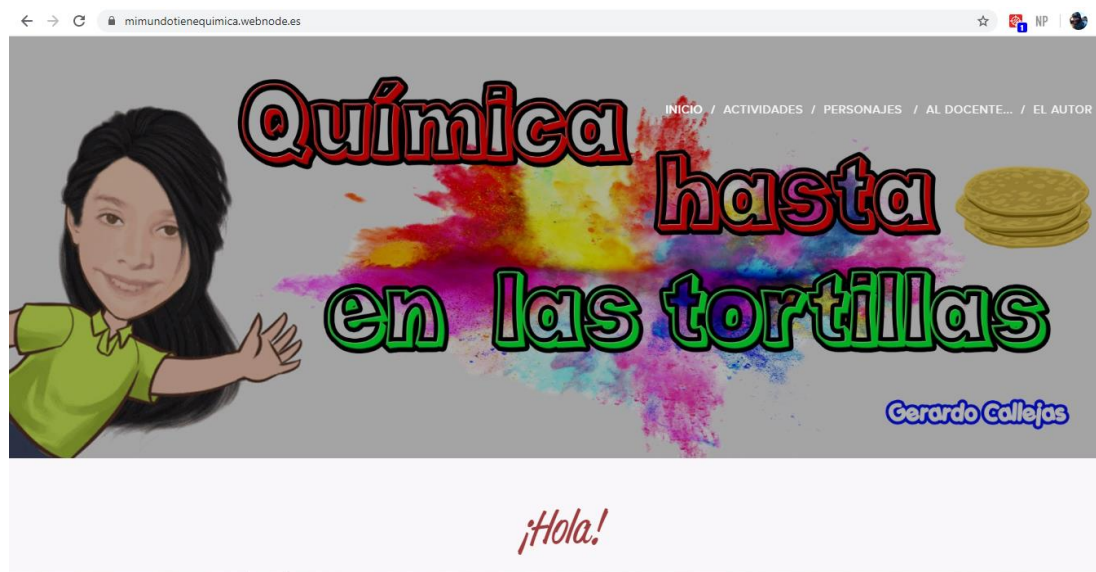 mimundotienequimica.webnode.es
NP
1
Química
INICIO / ACTIVIDADES / PERSONAJES / AL DOCENTE... / EL AUTOR
hasta
en las tortillas
Gerardo Callejas
¡Hola!